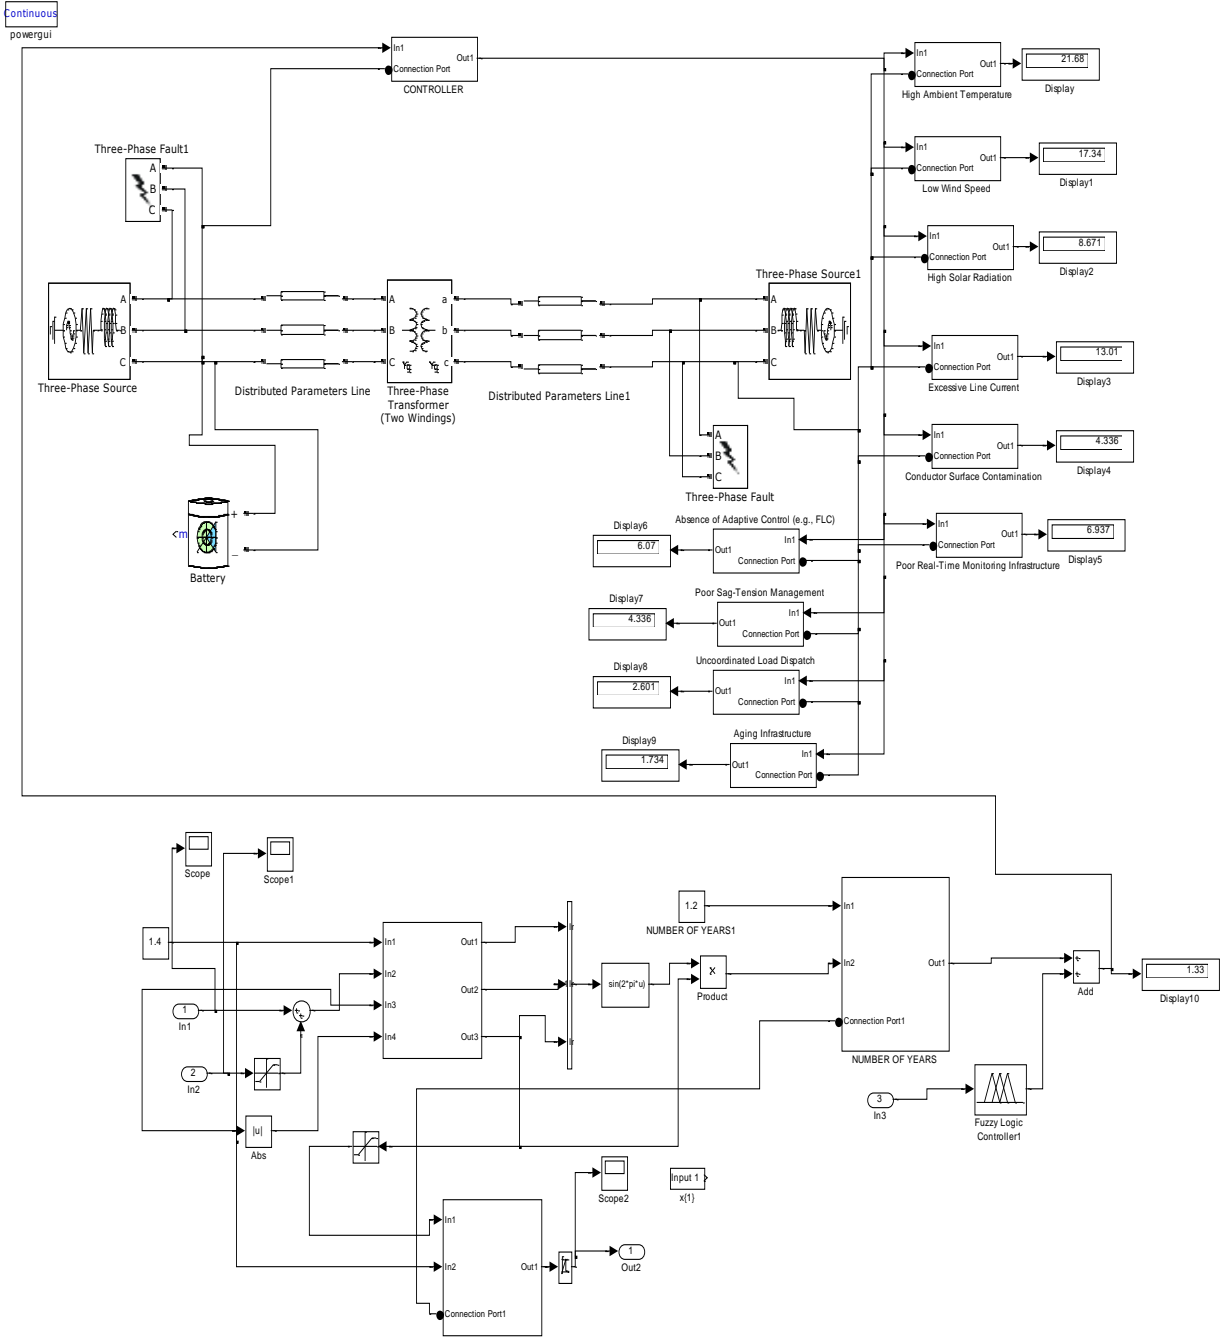 Continuous
powergui
In1
Connection Port
Out1
CONTROLLER
In1
Connection Port
Out1
High Ambient Temperature
21.68
Display
In1
Connection Port
Out1
Low Wind Speed
17.34
Display1
In1
Connection Port
Out1
High Solar Radiation
8.671
Display2
In1
Connection Port
Out1
Excessive Line Current
13.01
Display3
In1
Connection Port
Out1
Conductor Surface Contamination
4.336
Display4
In1
Connection Port
Out1
Poor Real-Time Monitoring Infrastructure
6.937
Display5
Three-Phase Fault1
A
B
C
A
B
C
Three-Phase Source
Distributed Parameters Line
A
B
C
a
b
c
Yg
Yg
Three-Phase
Transformer
(Two Windings)
Distributed Parameters Line1
Three-Phase Source1
A
B
C
A
B
C
Three-Phase Fault
+
_
<m
Battery
Absence of Adaptive Control (e.g., FLC)
In1
Connection Port
Out1
Display6
6.07
Poor Sag-Tension Management
In1
Connection Port
Out1
Display7
4.336
Uncoordinated Load Dispatch
In1
Connection Port
Out1
Display8
2.601
Aging Infrastructure
In1
Connection Port
Out1
Display9
1.734
Scope
Scope1
1.4
1
In1
2
In2
|u|
Abs
In1
In2
In3
In4
Out1
Out2
Out3
sin(2*pi*u)
x
Product
1.2
NUMBER OF YEARS1
In1
In2
Connection Port1
Out1
NUMBER OF YEARS
Add
1.33
Display10
3
In3
Fuzzy Logic
Controller1
Scope2
Input 1
x{1}
In1
In2
Connection Port1
Out1
1
Out2